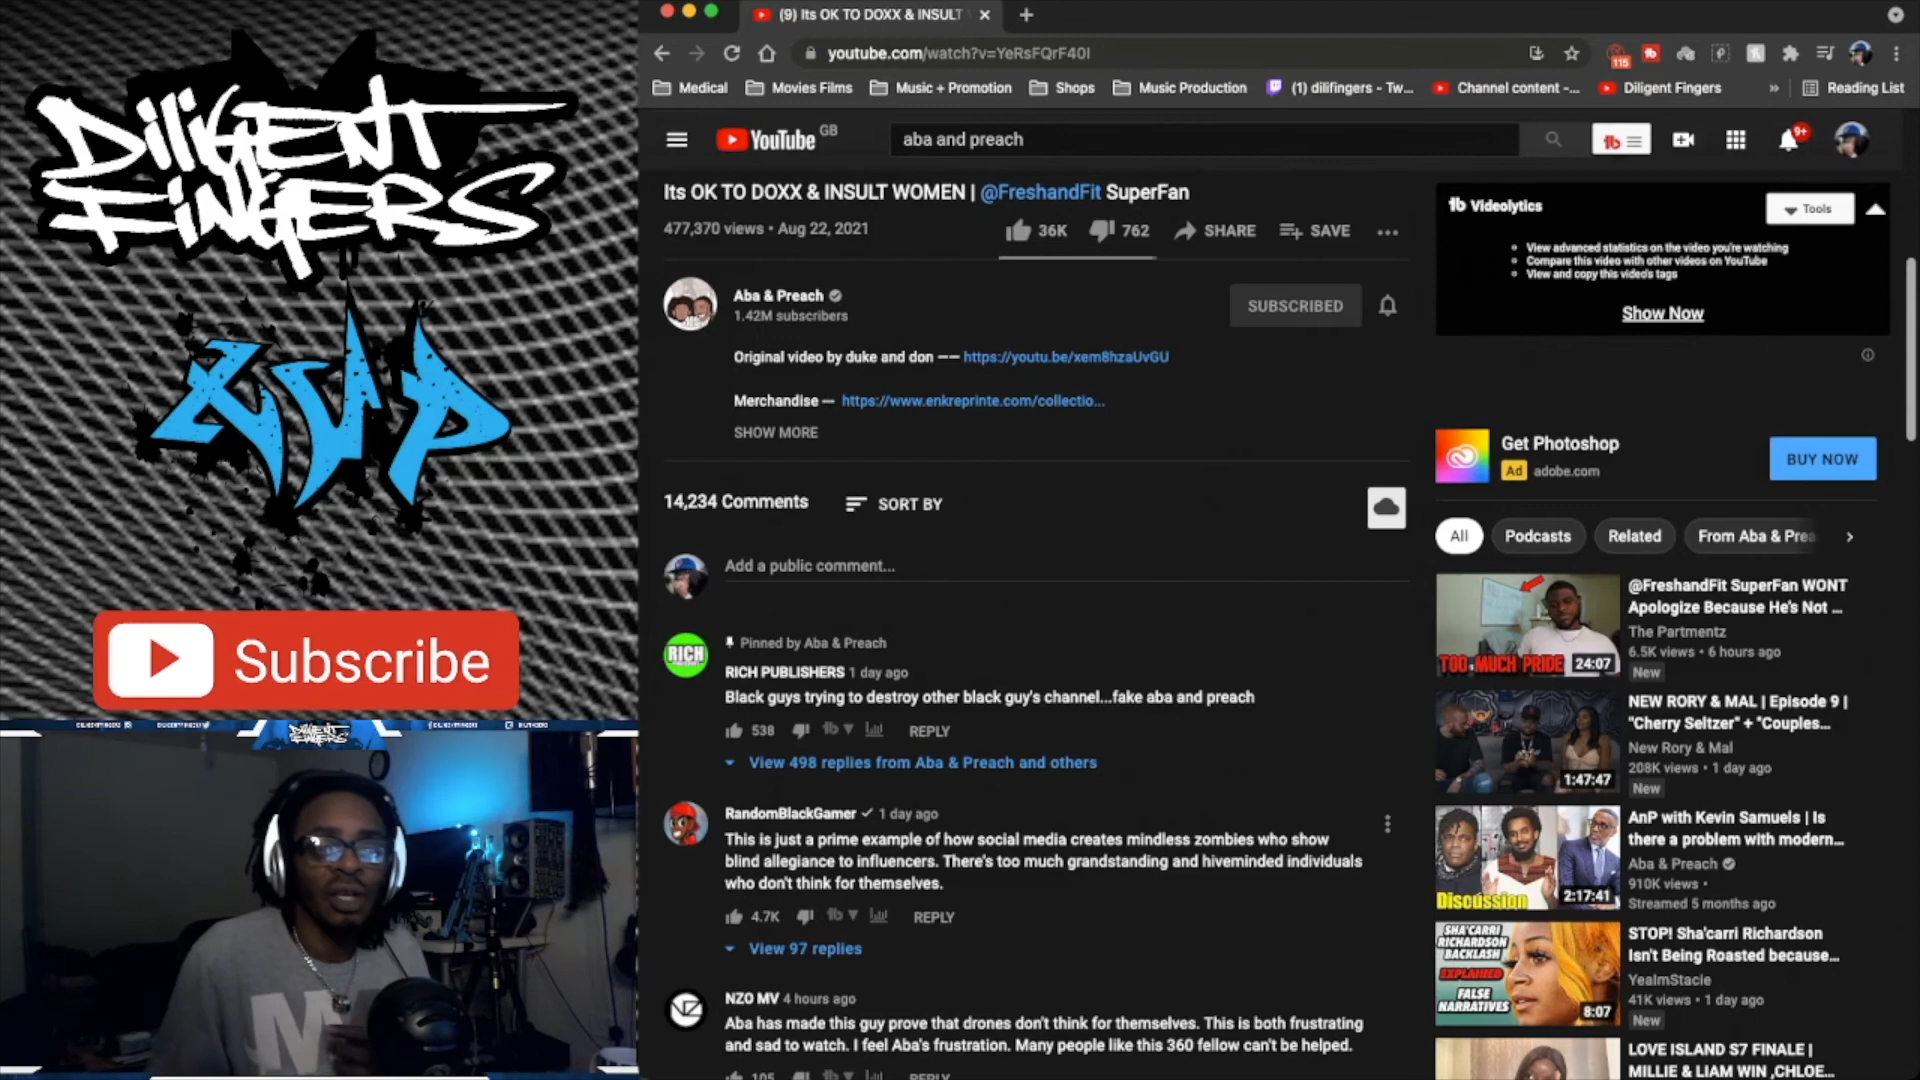 DiliGENT
FiNGERS
ZUP
Subscribe
(9) Its OK TO DOXX & INSULT
youtube.com/watch?v=YeRsFQrF40I
115
Medical
Movies Films
Music + Promotion
Shops
Music Production
(1) dilifingers - Tw...
Channel content -...
Diligent Fingers
»
Reading List
YouTube GB
aba and preach
9+
Its OK TO DOXX & INSULT WOMEN | @FreshandFit SuperFan
477,370 views • Aug 22, 2021
36K
762
SHARE
SAVE
Aba & Preach
1.42M subscribers
SUBSCRIBED
Original video by duke and don —— https://youtu.be/xem8hzaUvGU
Merchandise — https://www.enkreprinte.com/collectio...
SHOW MORE
14,234 Comments
SORT BY
Add a public comment...
Pinned by Aba & Preach
RICH
RICH PUBLISHERS 1 day ago
Black guys trying to destroy other black guy's channel...fake aba and preach
538
REPLY
View 498 replies from Aba & Preach and others
RandomBlackGamer 1 day ago
This is just a prime example of how social media creates mindless zombies who show
blind allegiance to influencers. There's too much grandstanding and hiveminded individuals
who don't think for themselves.
4.7K
REPLY
View 97 replies
NZO MV 4 hours ago
Aba has made this guy prove that drones don't think for themselves. This is both frustrating
and sad to watch. I feel Aba's frustration. Many people like this 360 fellow can't be helped.
105
REPLY
Videolytics
Tools
View advanced statistics on the video you're watching
Compare this video with other videos on YouTube
View and copy this video's tags
Show Now
Get Photoshop
Ad adobe.com
BUY NOW
All
Podcasts
Related
From Aba & Prea
TOO MUCH PRIDE
24:07
@FreshandFit SuperFan WONT
Apologize Because He's Not ...
The Partmentz
6.5K views • 6 hours ago
New
1:47:47
NEW RORY & MAL | Episode 9 |
"Cherry Seltzer" + "Couples...
New Rory & Mal
208K views • 1 day ago
New
Discussion
2:17:41
AnP with Kevin Samuels | Is
there a problem with modern...
Aba & Preach
910K views •
Streamed 5 months ago
SHA'CARRI
RICHARDSON
BACKLASH
EXPLAINED
FALSE
NARRATIVES
8:07
STOP! Sha'carri Richardson
Isn't Being Roasted because...
YealmStacie
41K views • 1 day ago
New
LOVE ISLAND S7 FINALE |
MILLIE & LIAM WIN ,CHLOE...